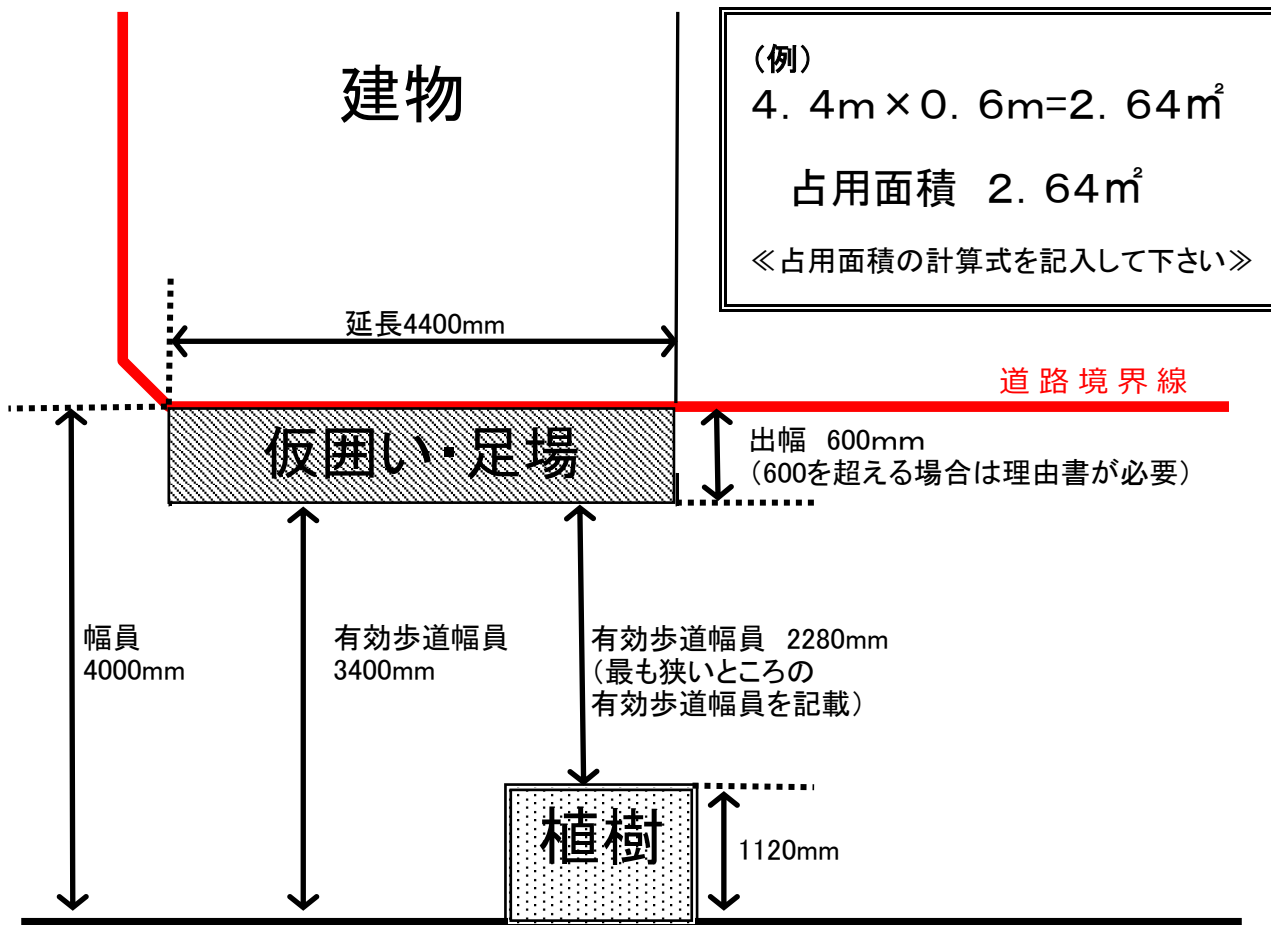 建物
(例)
4．4ｍ×0．6ｍ=2．64㎡
占用面積　2．64㎡
≪占用面積の計算式を記入して下さい≫
延長4400mm
道路境界線
仮囲い・足場
出幅　600ｍｍ
（600を超える場合は理由書が必要）
幅員
4000mm
有効歩道幅員
3400mm
有効歩道幅員　2280mm
（最も狭いところの
有効歩道幅員を記載）
植樹
1120mm